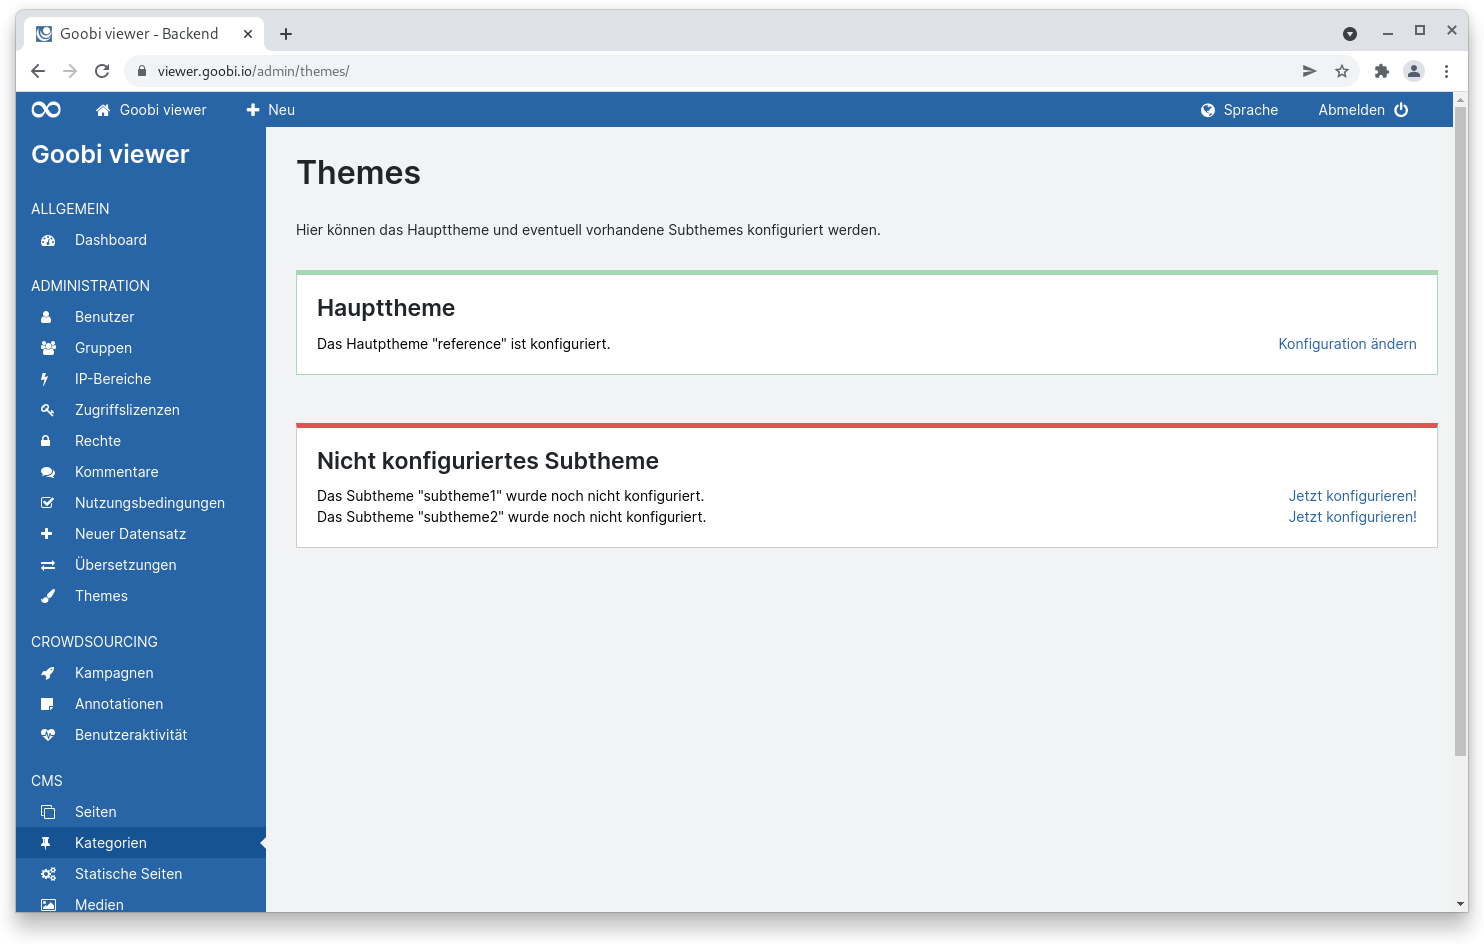 Goobi viewer - Backend
viewer.goobi.io/admin/themes/
Goobi viewer
Neu
Sprache
Abmelden
Goobi viewer
ALLGEMEIN
Dashboard
ADMINISTRATION
Benutzer
Gruppen
IP-Bereiche
Zugriffslizenzen
Rechte
Kommentare
Nutzungsbedingungen
Neuer Datensatz
Übersetzungen
Themes
CROWDSOURCING
Kampagnen
Annotationen
Benutzeraktivität
CMS
Seiten
Kategorien
Statische Seiten
Medien
Themes
Hier können das Haupttheme und eventuell vorhandene Subthemes konfiguriert werden.
Haupttheme
Das Hautptheme "reference" ist konfiguriert.
Konfiguration ändern
Nicht konfiguriertes Subtheme
Das Subtheme "subtheme1" wurde noch nicht konfiguriert.
Jetzt konfigurieren!
Das Subtheme "subtheme2" wurde noch nicht konfiguriert.
Jetzt konfigurieren!